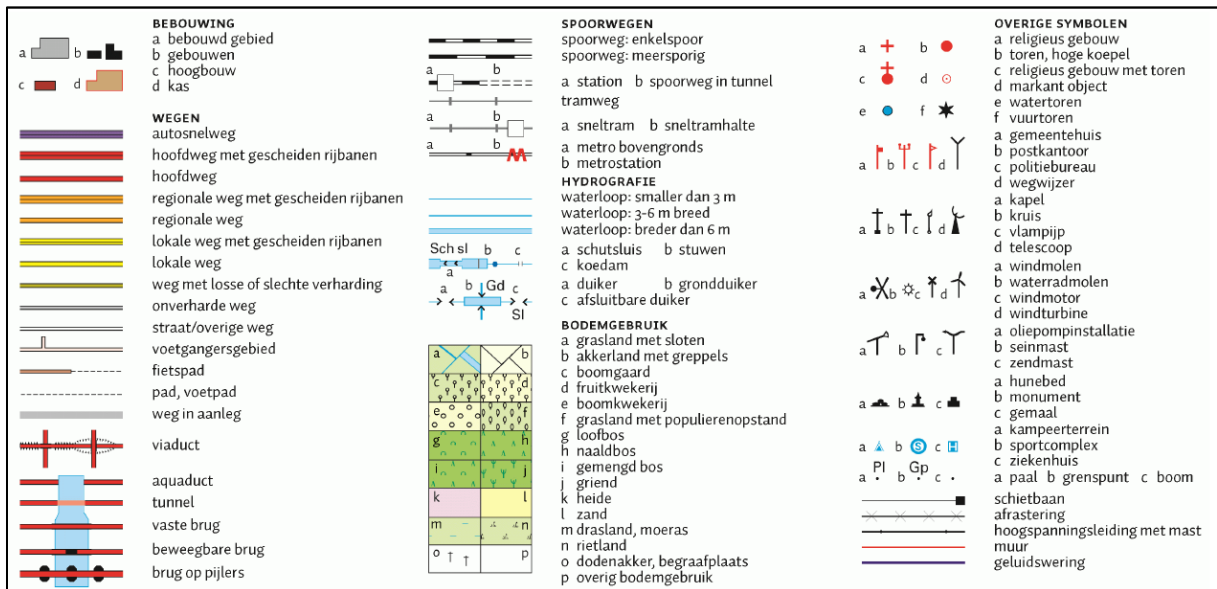 BEBOUWING
a bebouwd gebied
b gebouwen
c hoogbouw
d kas
a b
c d
WEGEN
autosnelweg
hoofdweg met gescheiden rijbanen
hoofdweg
regionale weg met gescheiden rijbanen
regionale weg
lokale weg met gescheiden rijbanen
lokale weg
weg met losse of slechte verharding
onverharde weg
straat/overige weg
voetgangersgebied
fietspad
pad, voetpad
weg in aanleg
viaduct
aquaduct
tunnel
vaste brug
beweegbare brug
brug op pijlers
SPOORWEGEN
spoorweg: enkelspoor
spoorweg: meersporig
a b
a station b spoorweg in tunnel
tramweg
a b
a sneltram b sneltramhalte
a b
a metro bovengronds
b metrostation
HYDROGRAFIE
waterloop: smaller dan 3 m
waterloop: 3-6 m breed
waterloop: breder dan 6 m
Sch sl b c
a
a schutsluis b stuwen
c koedam
a b Gd c
Sl
a duiker b grondduiker
c afsluitbare duiker
BODEMGEBRUIK
a b
c d
e f
g h
i j
k l
m n
o p
a grasland met sloten
b akkerland met greppels
c boomgaard
d fruitkwekerij
e boomkwekerij
f grasland met populierenopstand
g loofbos
h naaldbos
i gemengd bos
j griend
k heide
l zand
m drasland, moeras
n rietland
o dodenakker, begraafplaats
p overig bodemgebruik
OVERIGE SYMBOLEN
a b
c d
e f
a religieus gebouw
b toren, hoge koepel
c religieus gebouw met toren
d markant object
e watertoren
f vuurtoren
a b c d
a gemeentehuis
b postkantoor
c politiebureau
d wegwijzer
a b c d
a kapel
b kruis
c vlampijp
d telescoop
a b c d
a windmolen
b waterradmolen
c windmotor
d windturbine
a b c
a oliepompinstallatie
b seinmast
c zendmast
a b c
a hunebed
b monument
c gemaal
a b S c H
a kampeerterrein
b sportcomplex
c ziekenhuis
Pl Gp
a b c
a paal b grenspunt c boom
schietbaan
afrastering
hoogspanningsleiding met mast
muur
geluidswering